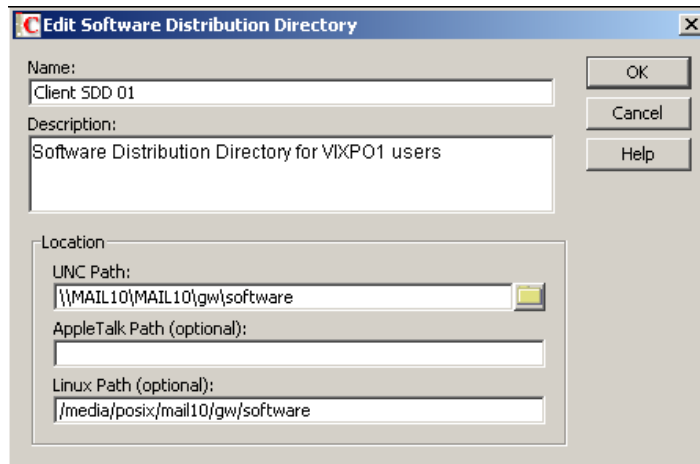 Edit Software Distribution Directory
Name:
Client SDD 01
OK
Description:
Cancel
Software Distribution Directory for VIXPO1 users
Help
Location
UNC Path:
\\MAIL10\MAIL10\gw\software
AppleTalk Path (optional):
Linux Path (optional):
/media/posix/mail10/gw/software